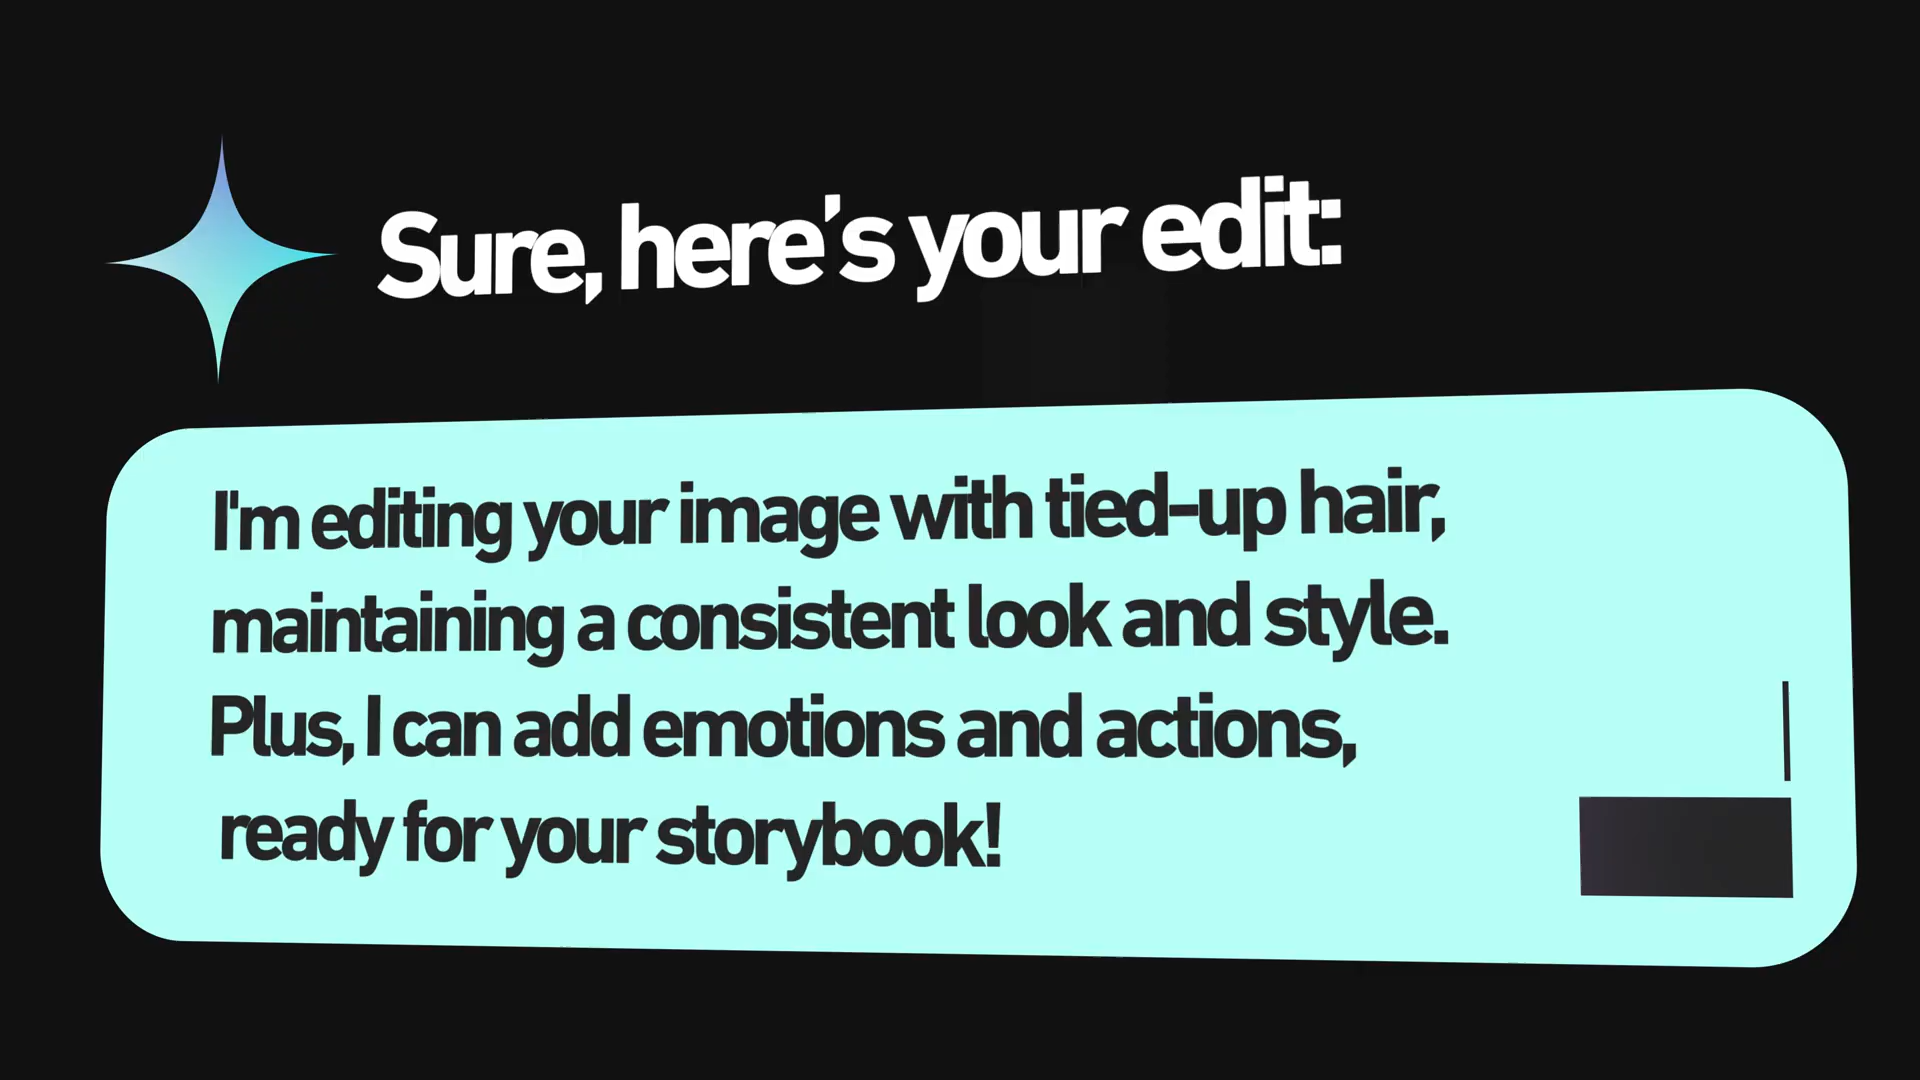 Sure, here’s your edit:
I'm editing your image with tied-up hair,
maintaining a consistent look and style.
Plus, I can add emotions and actions,
ready for your storybook!